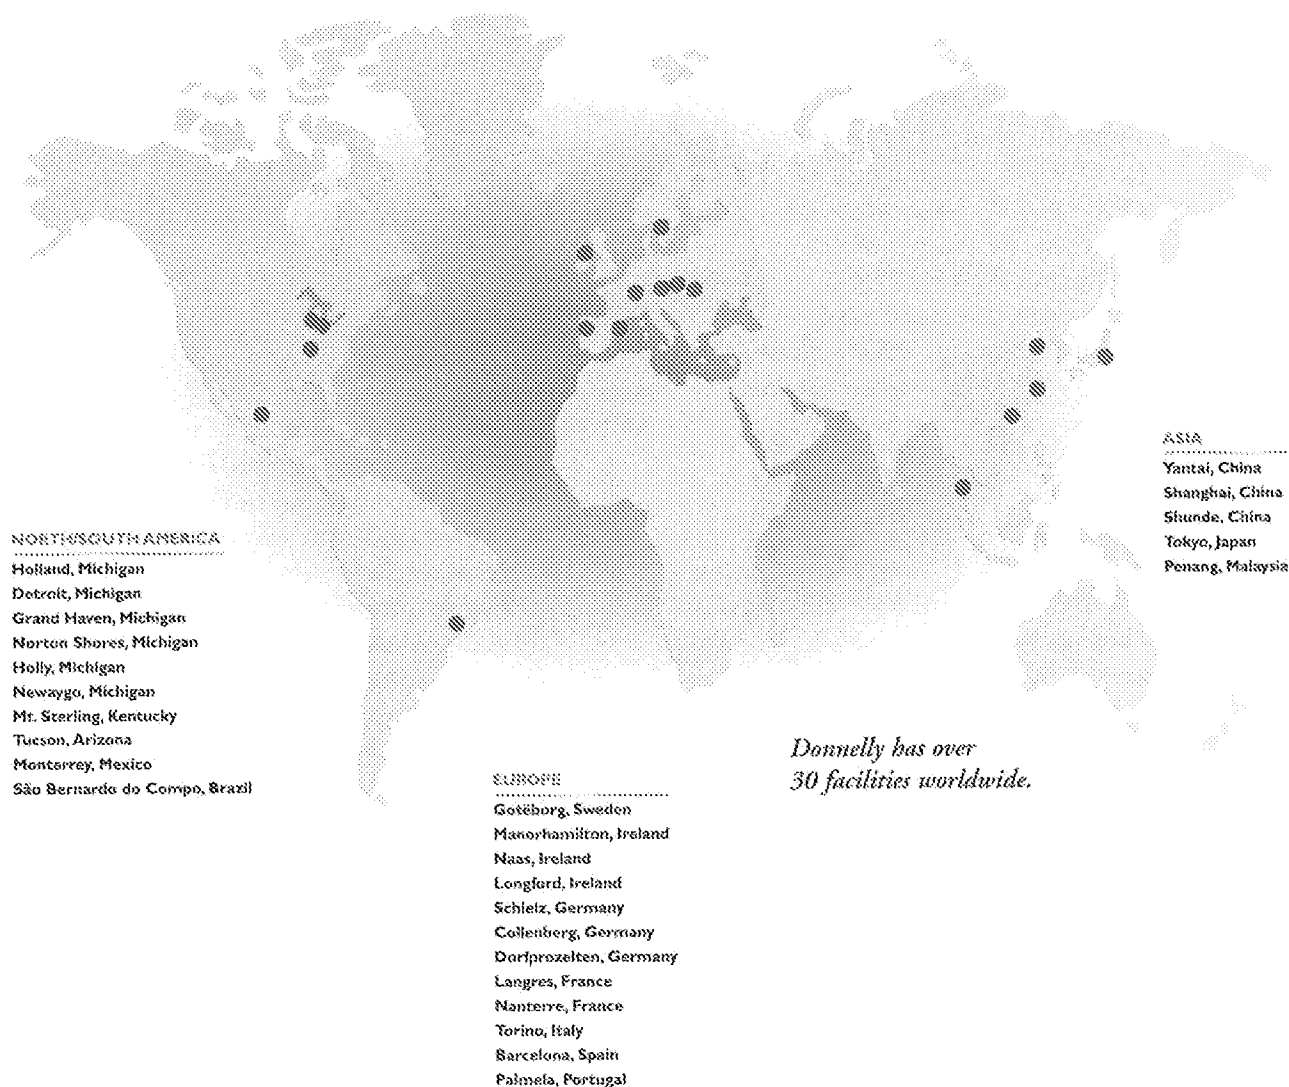 ASIA
Yantai, China
Shanghai, China
Shunde, China
Tokyo, Japan
Penang, Malaysia
NORTH/SOUTH AMERICA
Holland, Michigan
Detroit, Michigan
Grand Haven, Michigan
Norton Shores, Michigan
Holly, Michigan
Newaygo, Michigan
Mt. Sterling, Kentucky
Tucson, Arizona
Monterrey, Mexico
São Bernardo do Compo, Brazil
Donnelly has over
30 facilities worldwide.
EUROPE
Gotëborg, Sweden
Manorhamilton, Ireland
Naas, Ireland
Longford, Ireland
Schleiz, Germany
Collenberg, Germany
Dorfprozelten, Germany
Langres, France
Nanterre, France
Torino, Italy
Barcelona, Spain
Palmela, Portugal